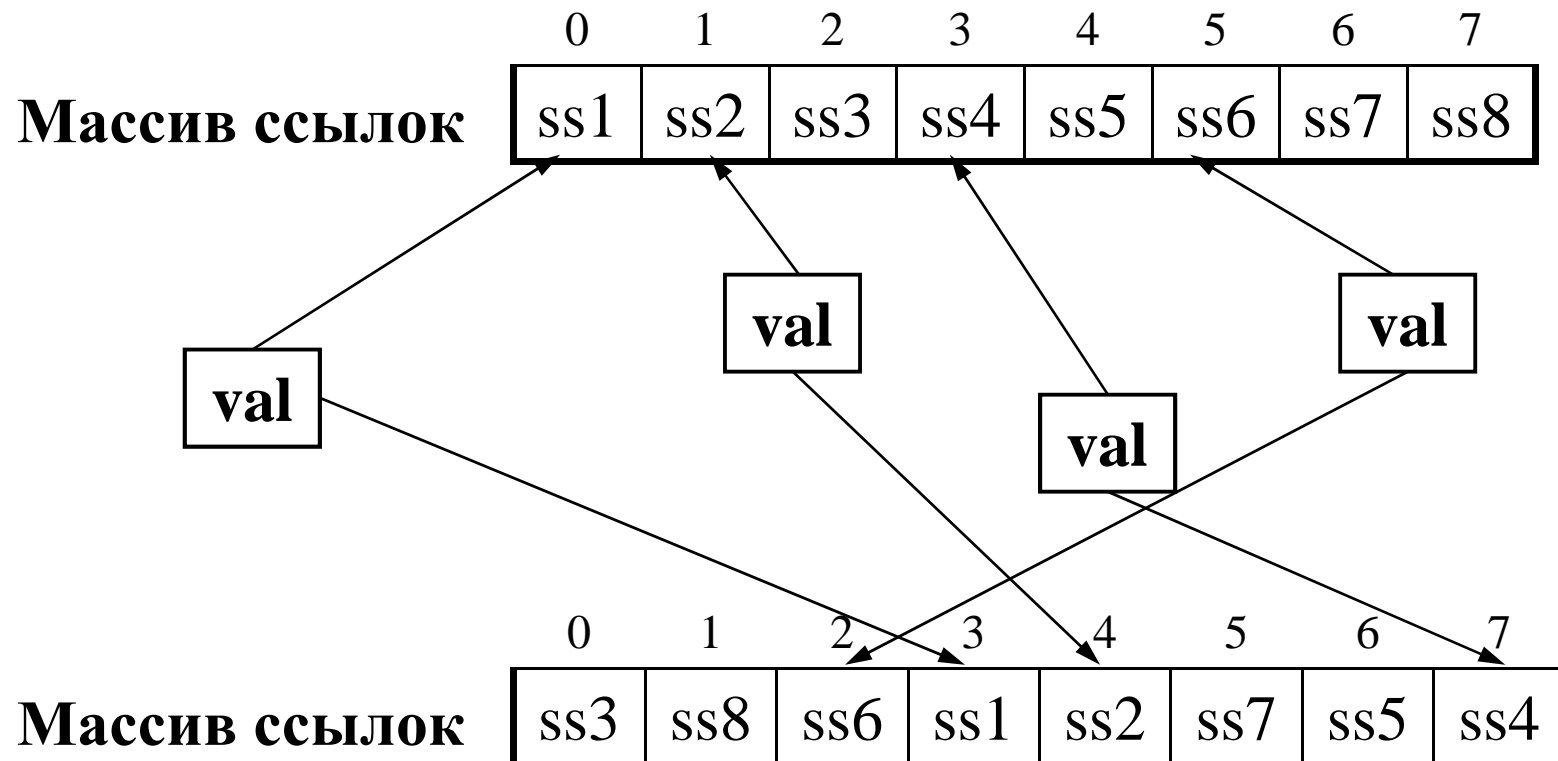 0 1 2 3 4 5 6 7
Массив ссылок ss1 ss2 ss3 ss4 ss5 ss6 ss7 ss8
val val
val
val
0 1 2 3 4 5 6 7
Массив ссылок ss3 ss8 ss6 ss1 ss2 ss7 ss5 ss4